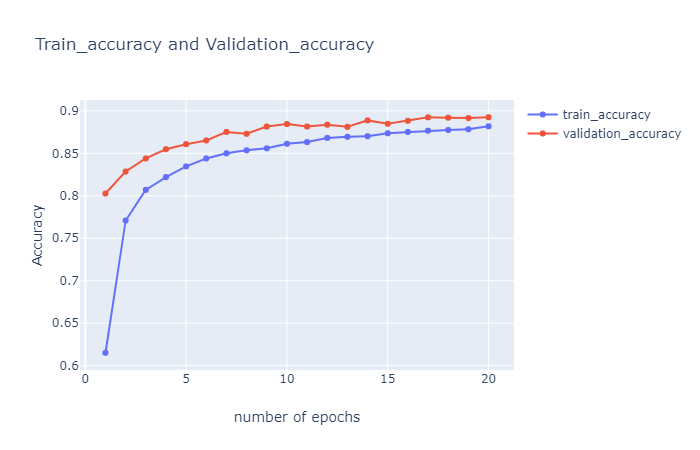 Train_accuracy and Validation_accuracy
train_accuracy
validation_accuracy
Accuracy
0.9
0.85
0.8
0.75
0.7
0.65
0.6
0 5 10 15 20
number of epochs